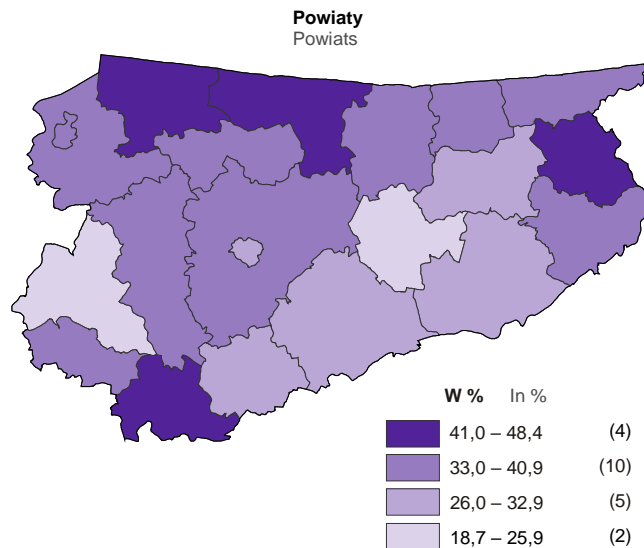 Powiaty
Powiats
W % In %
41,0 – 48,4 (4)
33,0 – 40,9 (10)
26,0 – 32,9 (5)
18,7 – 25,9 (2)